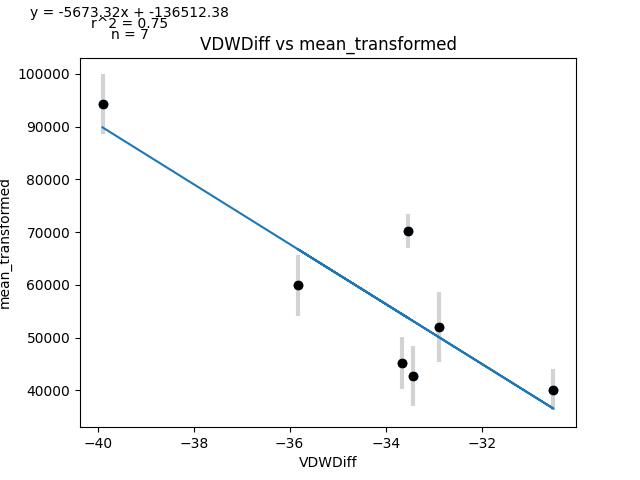 y = -5673.32x + -136512.38
r^2 = 0.75
n = 7
VDWDiff vs mean_transformed
100000
90000
80000
70000
60000
50000
40000
mean_transformed
−40
−38
−36
−34
−32
VDWDiff